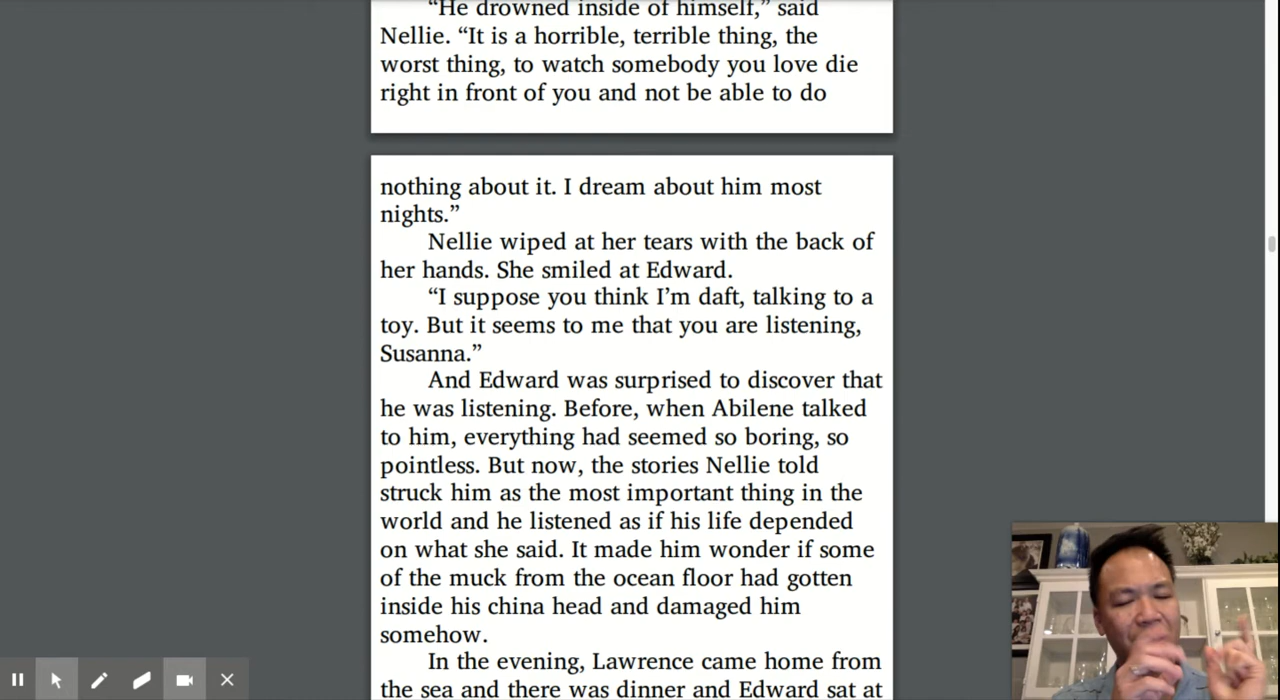 “He drowned inside of himself,” said
Nellie. “It is a horrible, terrible thing, the
worst thing, to watch somebody you love die
right in front of you and not be able to do
nothing about it. I dream about him most
nights.”
Nellie wiped at her tears with the back of
her hands. She smiled at Edward.
“I suppose you think I’m daft, talking to a
toy. But it seems to me that you are listening,
Susanna.”
And Edward was surprised to discover that
he was listening. Before, when Abilene talked
to him, everything had seemed so boring, so
pointless. But now, the stories Nellie told
struck him as the most important thing in the
world and he listened as if his life depended
on what she said. It made him wonder if some
of the muck from the ocean floor had gotten
inside his china head and damaged him
somehow.
In the evening, Lawrence came home from
the sea and there was dinner and Edward sat at